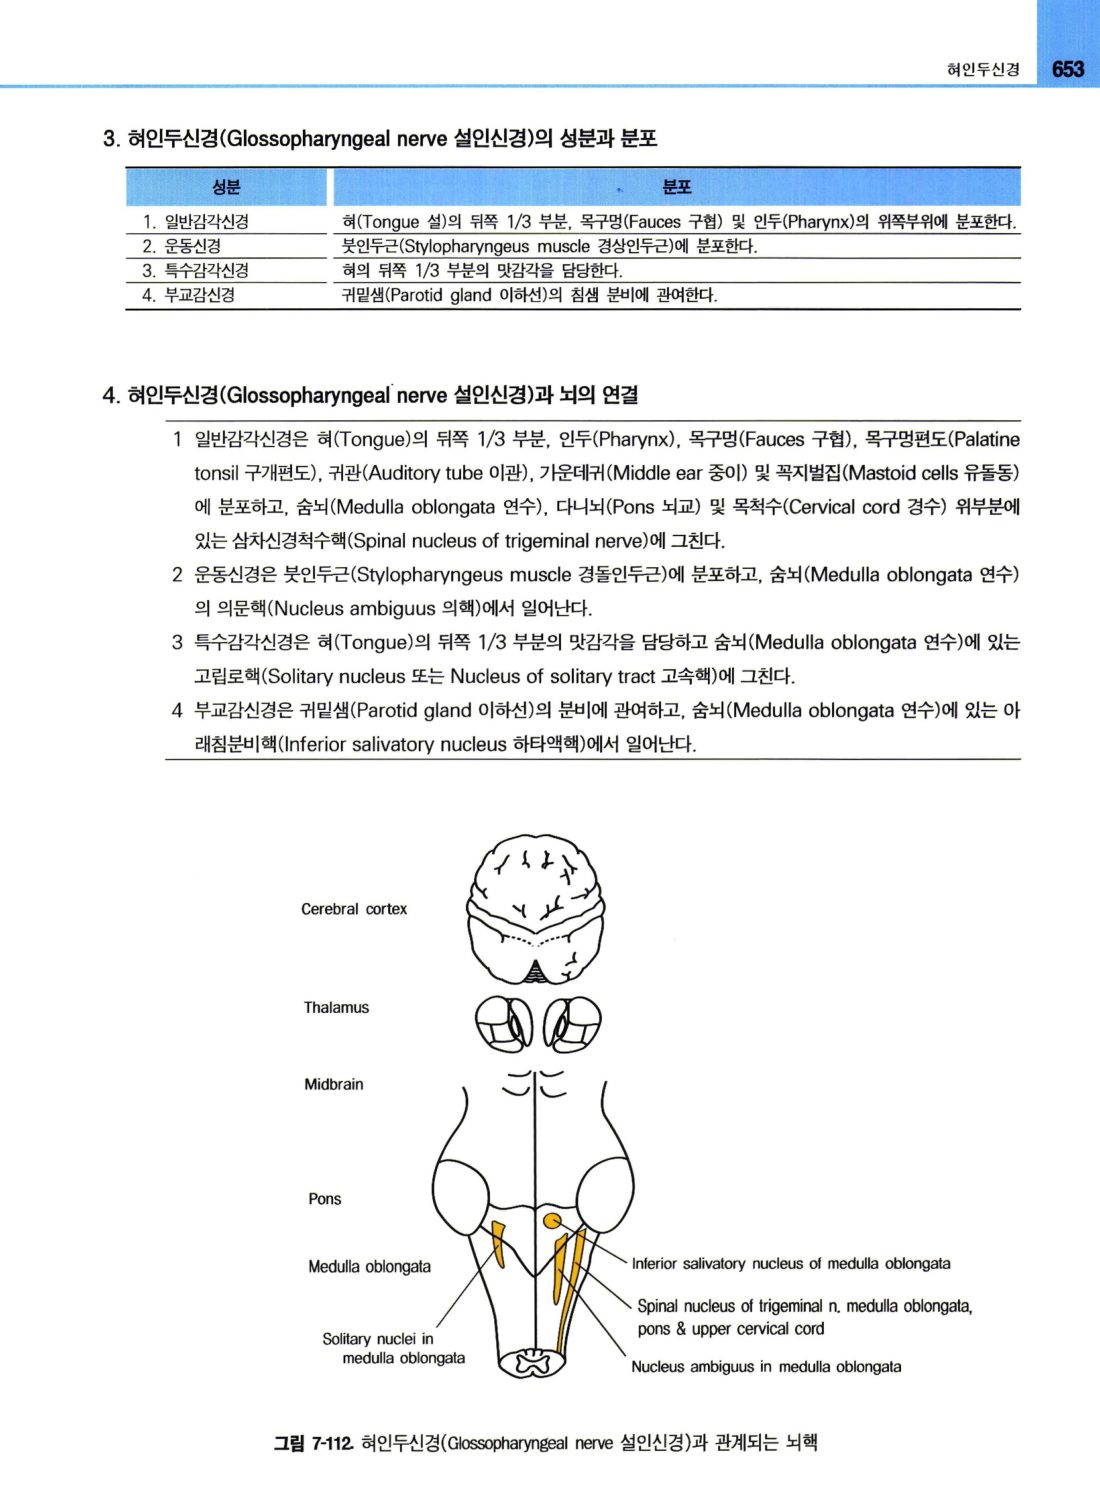 혀인두신경 653
3. 혀인두신경(Glossopharyngeal nerve 설인신경)의 성분과 분포
성분 분포
1. 일반감각신경 혀(Tongue 설)의 뒤쪽 1/3 부분, 목구멍(Fauces 구협) 및 인두(Pharynx)의 위쪽부위에 분포한다.
2. 운동신경 붓인두근(Stylopharyngeus muscle 경상인두근)에 분포한다.
3. 특수감각신경 혀의 뒤쪽 1/3 부분의 맛감각을 담당한다.
4. 부교감신경 귀밑샘(Parotid gland 이하선)의 침샘 분비에 관여한다.
4. 혀인두신경(Glossopharyngeal nerve 설인신경)과 뇌의 연결
1 일반감각신경은 혀(Tongue)의 뒤쪽 1/3 부분, 인두(Pharynx), 목구멍(Fauces 구협), 목구멍편도(Palatine
tonsil 구개편도), 귀관(Auditory tube 이관), 가운데귀(Middle ear 중이) 및 꼭지벌집(Mastoid cells 유돌동)
에 분포하고, 숨뇌(Medulla oblongata 연수), 다니뇌(Pons 뇌교) 및 목척수(Cervical cord 경수) 위부분에
있는 삼차신경척수핵(Spinal nucleus of trigeminal nerve)에 그친다.
2 운동신경은 붓인두근(Stylopharyngeus muscle 경돌인두근)에 분포하고, 숨뇌(Medulla oblongata 연수)
의 의문핵(Nucleus ambiguus 의핵)에서 일어난다.
3 특수감각신경은 혀(Tongue)의 뒤쪽 1/3 부분의 맛감각을 담당하고 숨뇌(Medulla oblongata 연수)에 있는
고립로핵(Solitary nucleus 또는 Nucleus of solitary tract 고속핵)에 그친다.
4 부교감신경은 귀밑샘(Parotid gland 이하선)의 분비에 관여하고, 숨뇌(Medulla oblongata 연수)에 있는 아
래침분비핵(Inferior salivatory nucleus 하타액핵)에서 일어난다.
Cerebral cortex
Thalamus
Midbrain
Pons
Medulla oblongata
Inferior salivatory nucleus of medulla oblongata
Spinal nucleus of trigeminal n. medulla oblongata,
pons & upper cervical cord
Solitary nuclei in
medulla oblongata
Nucleus ambiguus in medulla oblongata
그림 7-112. 혀인두신경(Glossopharyngeal nerve 설인신경)과 관계되는 뇌핵